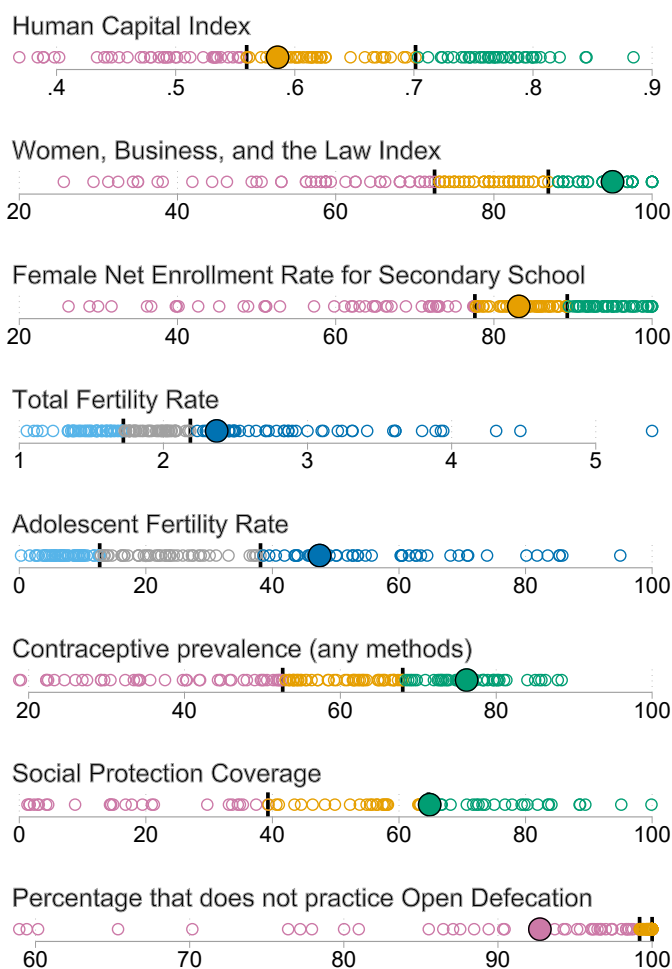 Human Capital Index
.4 .5 .6 .7 .8 .9
Women, Business, and the Law Index
20 40 60 80 100
Female Net Enrollment Rate for Secondary School
20 40 60 80 100
Total Fertility Rate
1 2 3 4 5
Adolescent Fertility Rate
0 20 40 60 80 100
Contraceptive prevalence (any methods)
20 40 60 80 100
Social Protection Coverage
0 20 40 60 80 100
Percentage that does not practice Open Defecation
60 70 80 90 100